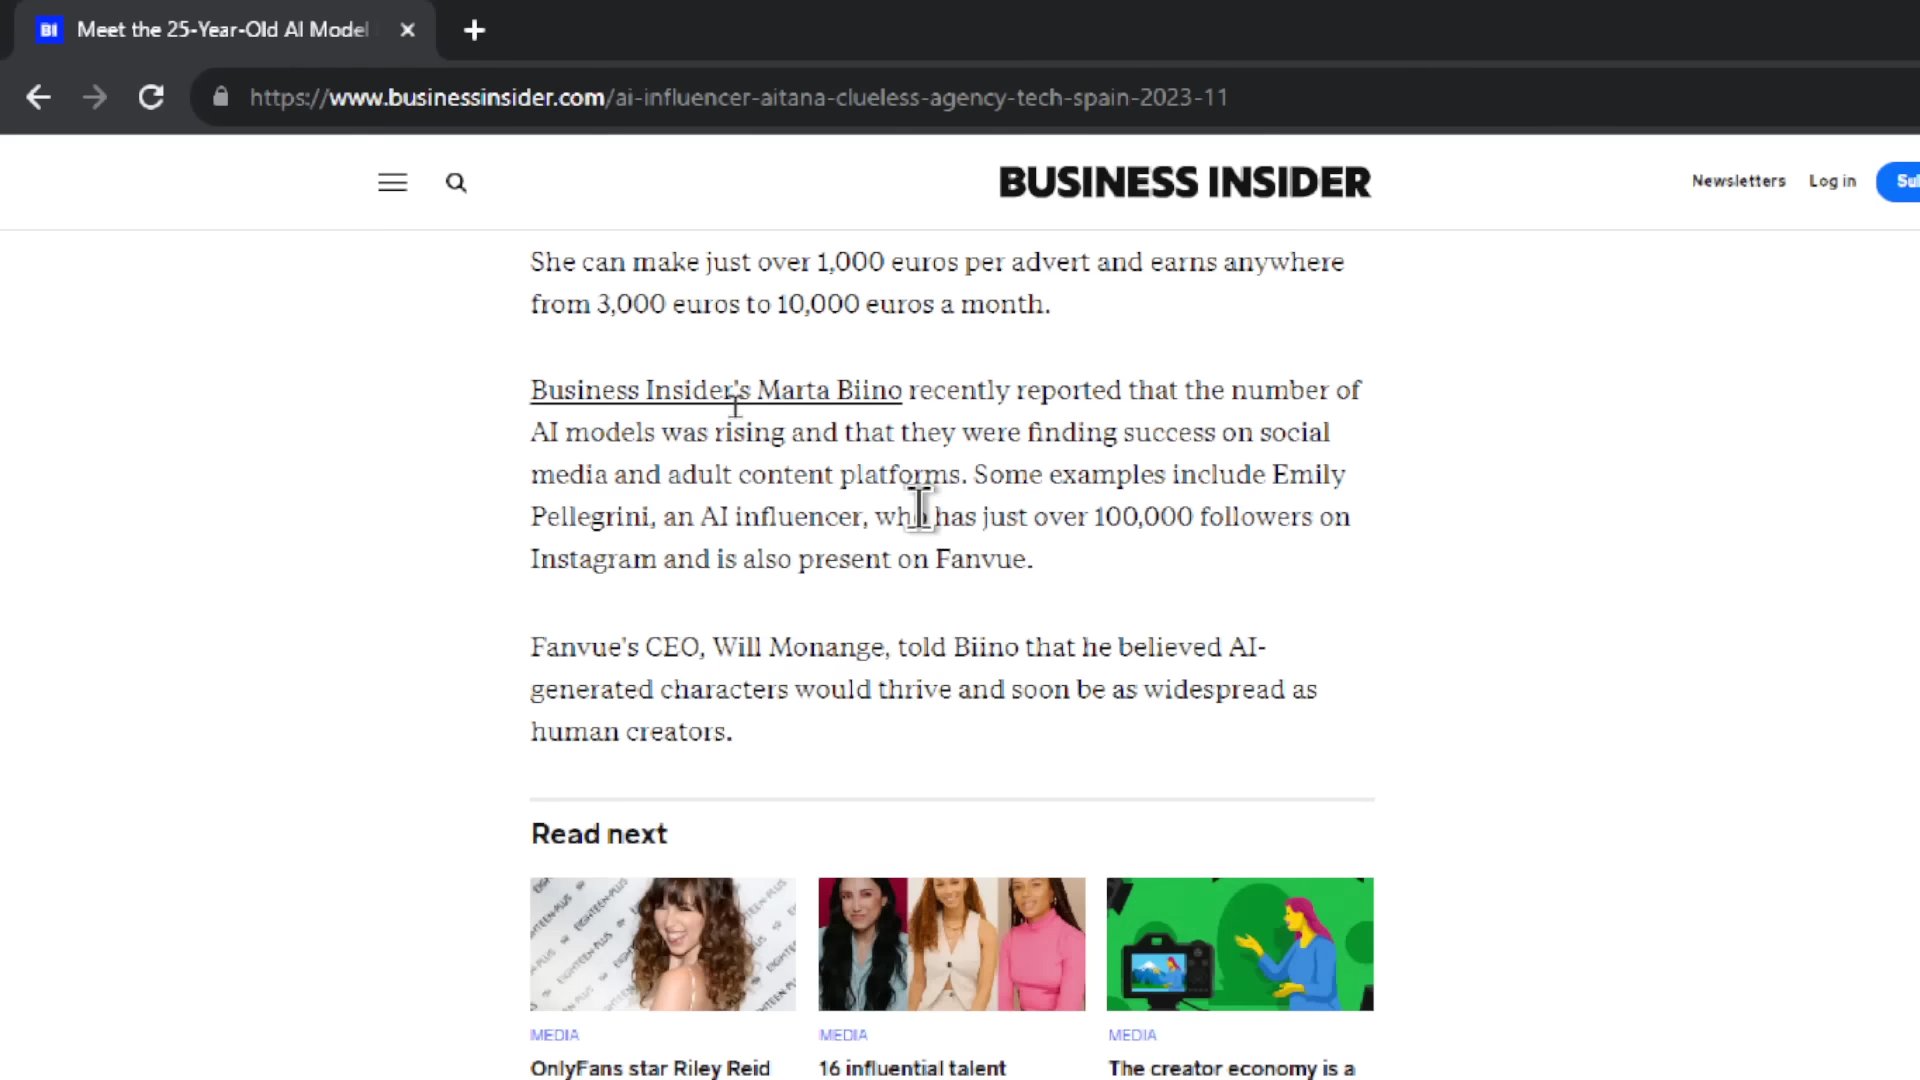 BI Meet the 25-Year-Old AI Model
https://www.businessinsider.com/ai-influencer-aitana-clueless-agency-tech-spain-2023-11
BUSINESS INSIDER
Newsletters Log in
She can make just over 1,000 euros per advert and earns anywhere
from 3,000 euros to 10,000 euros a month.
Business Insider's Marta Biino recently reported that the number of
AI models was rising and that they were finding success on social
media and adult content platforms. Some examples include Emily
Pellegrini, an AI influencer, who has just over 100,000 followers on
Instagram and is also present on Fanvue.
Fanvue's CEO, Will Monange, told Biino that he believed AI-
generated characters would thrive and soon be as widespread as
human creators.
Read next
EIGHTEEN-PLUS
MEDIA
MEDIA
MEDIA
OnlyFans star Riley Reid
16 influential talent
The creator economy is a